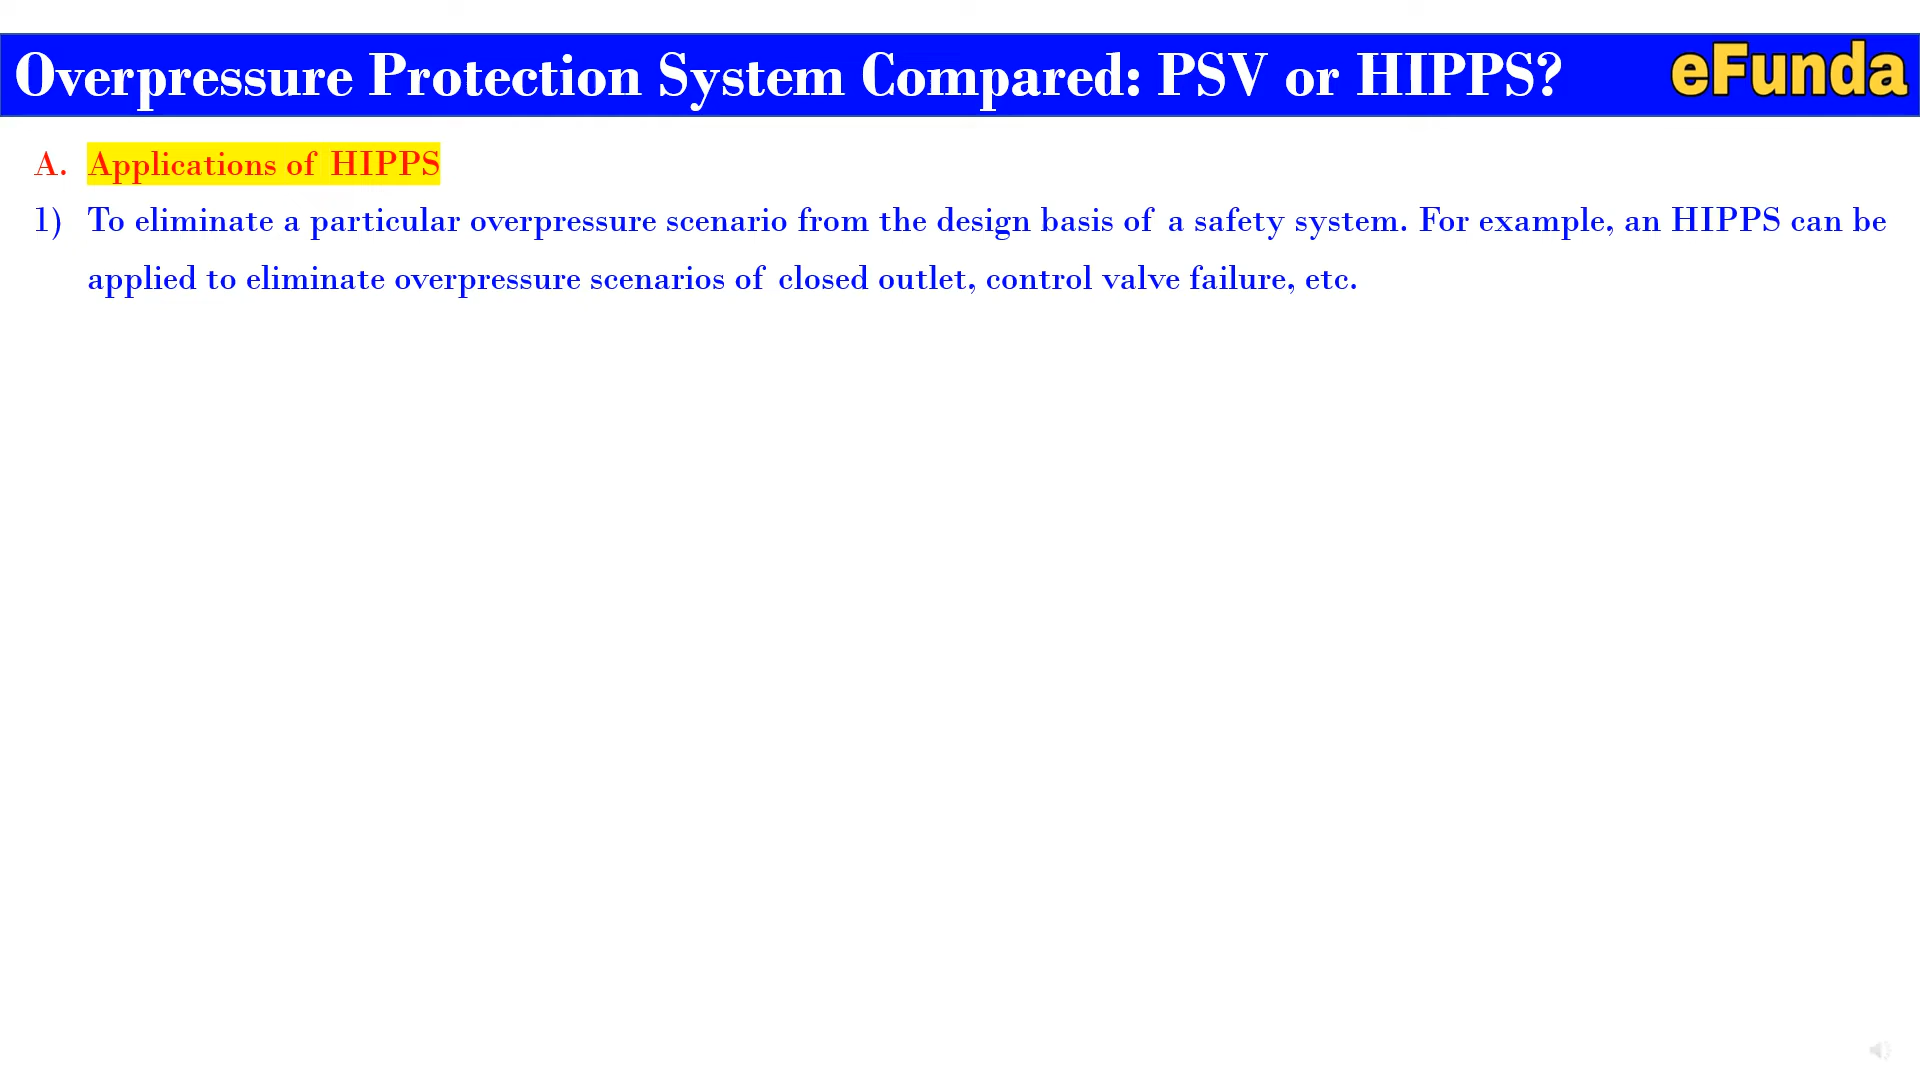 Overpressure Protection System Compared: PSV or HIPPS?
eFunda
A. Applications of HIPPS
1) To eliminate a particular overpressure scenario from the design basis of a safety system. For example, an HIPPS can be
applied to eliminate overpressure scenarios of closed outlet, control valve failure, etc.